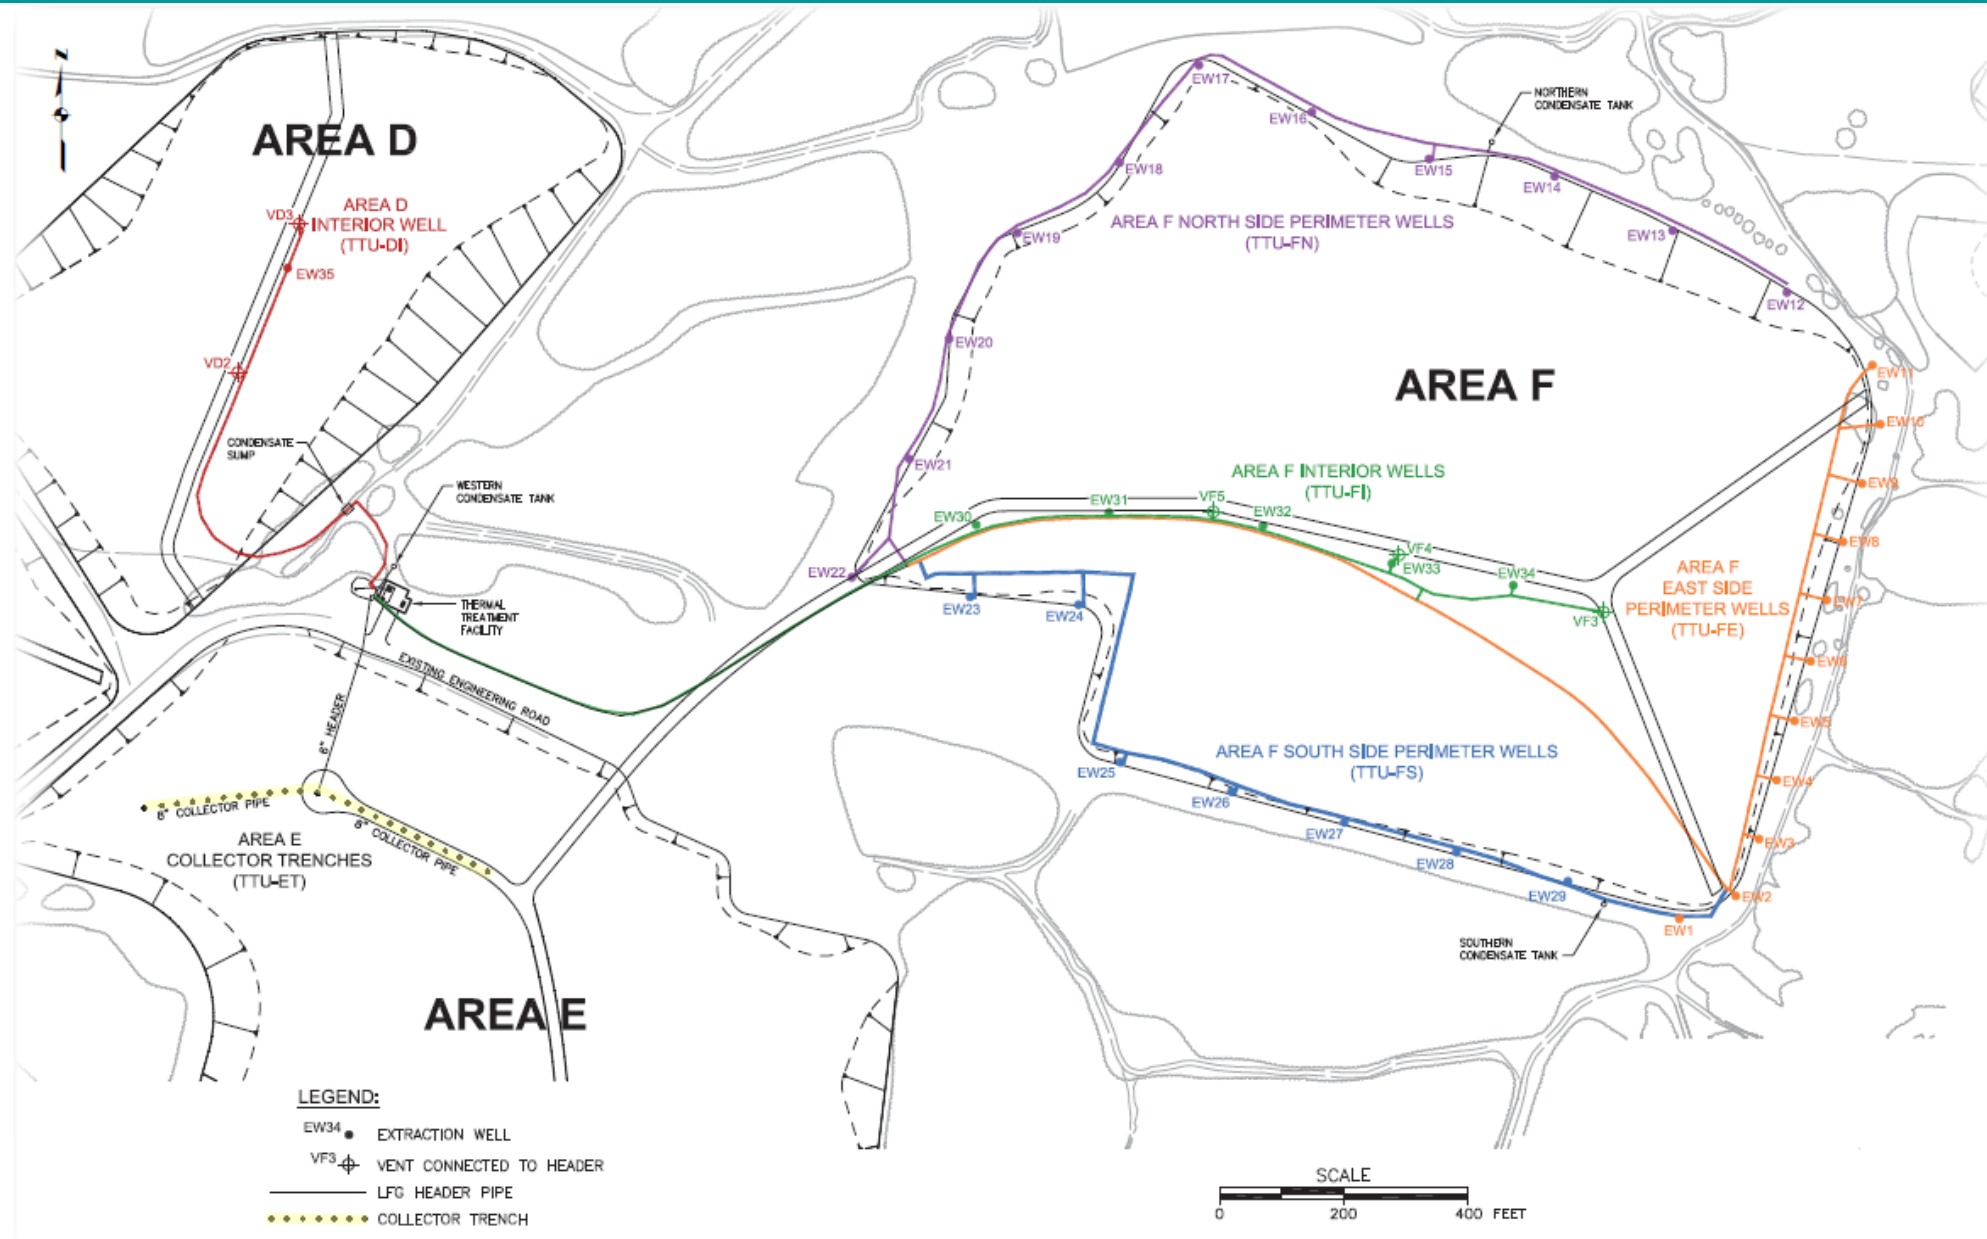 N
AREA D
VD3
AREA D
INTERIOR WELL
(TTU-DI)
EW35
VD2
CONDENSATE
SUMP
WESTERN
CONDENSATE TANK
THERMAL
TREATMENT
FACILITY
EXISTING ENGINEERING ROAD
6" HEADER
8" COLLECTOR PIPE
8" COLLECTOR PIPE
AREA E
COLLECTOR TRENCHES
(TTU-ET)
AREA E
EW17
EW16
NORTHERN
CONDENSATE TANK
EW18
EW15
EW14
AREA F NORTH SIDE PERIMETER WELLS
(TTU-FN)
EW19
EW13
EW12
EW20
AREA F
EW11
EW10
EW21
AREA F INTERIOR WELLS
(TTU-FI)
EW9
EW30
EW31
VF5
EW32
EW8
VF4
EW33
EW34
VF3
EW22
EW23
EW24
AREA F
EAST SIDE
PERIMETER WELLS
(TTU-FE)
EW7
EW6
EW5
AREA F SOUTH SIDE PERIMETER WELLS
(TTU-FS)
EW25
EW26
EW4
EW27
EW28
EW3
EW29
EW2
EW1
SOUTHERN
CONDENSATE TANK
LEGEND:
EW34
EXTRACTION WELL
VF3
VENT CONNECTED TO HEADER
LFG HEADER PIPE
COLLECTOR TRENCH
SCALE
0 200 400 FEET